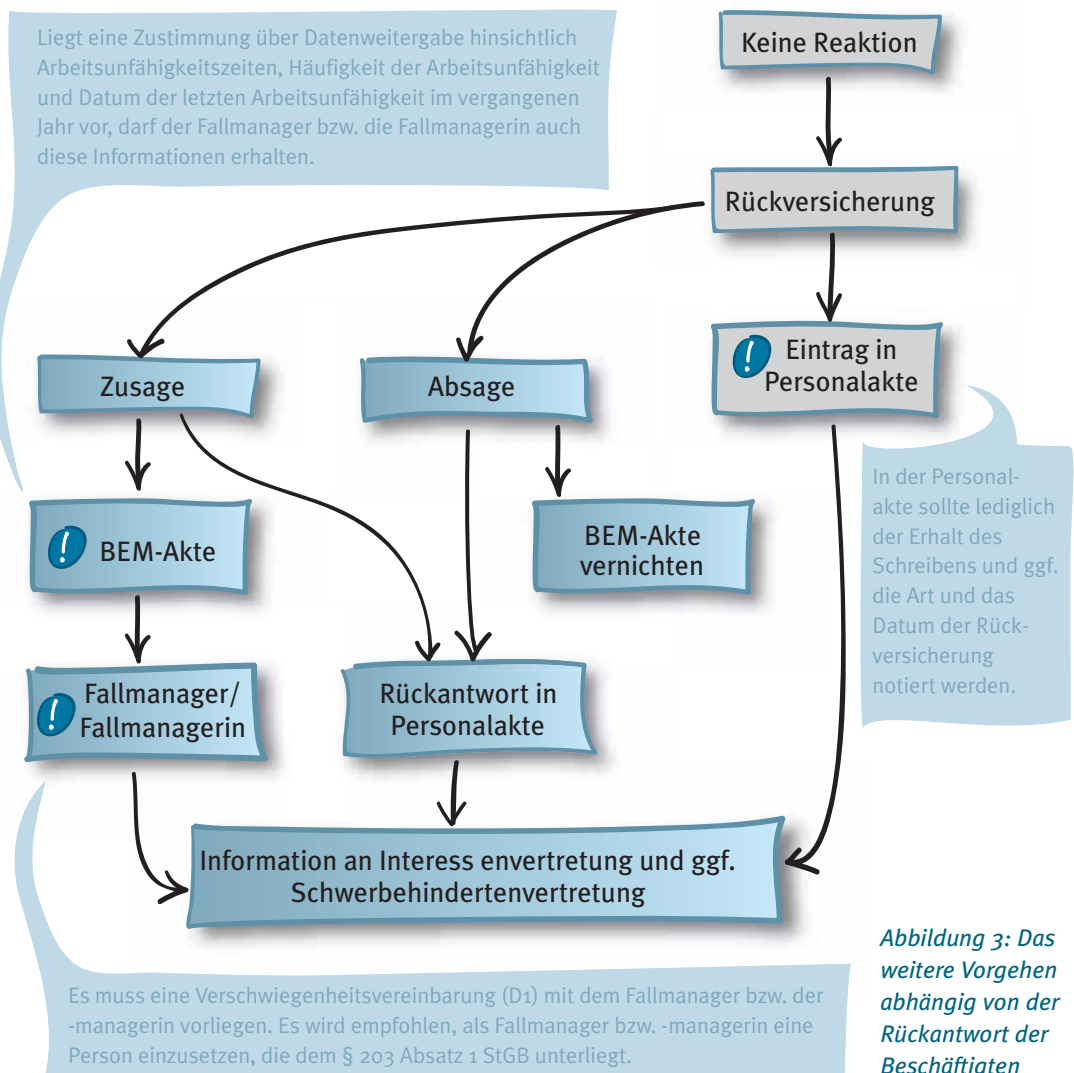 Liegt eine Zustimmung über Datenweitergabe hinsichtlich
Arbeitsunfähigkeitszeiten, Häufigkeit der Arbeitsunfähigkeit
und Datum der letzten Arbeitsunfähigkeit im vergangenen
Jahr vor, darf der Fallmanager bzw. die Fallmanagerin auch
diese Informationen erhalten.
Keine Reaktion
Rückversicherung
Zusage
Absage
! Eintrag in
Personalakte
In der Personal-
akte sollte lediglich
der Erhalt des
Schreibens und ggf.
die Art und das
Datum der Rück-
versicherung
notiert werden.
! BEM-Akte
BEM-Akte
vernichten
! Fallmanager/
Fallmanagerin
Rückantwort in
Personalakte
Information an Interess envertretung und ggf.
Schwerbehindertenvertretung
Es muss eine Verschwiegenheitsvereinbarung (D1) mit dem Fallmanager bzw. der
-managerin vorliegen. Es wird empfohlen, als Fallmanager bzw. -managerin eine
Person einzusetzen, die dem § 203 Absatz 1 StGB unterliegt.
Abbildung 3: Das
weitere Vorgehen
abhängig von der
Rückantwort der
Beschäftigten